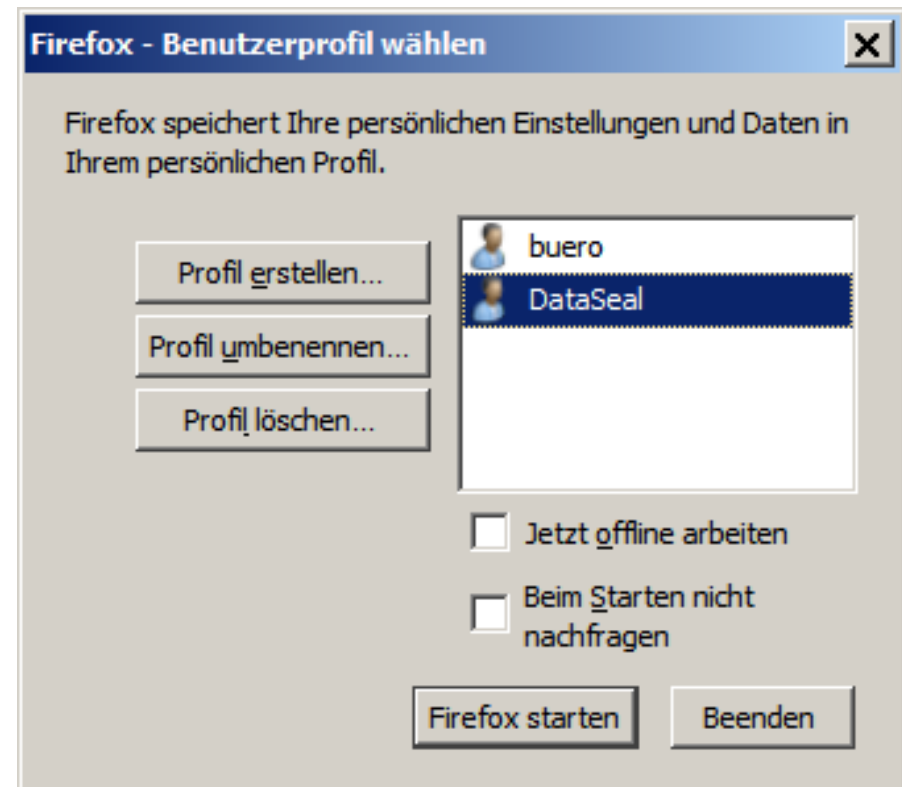 Firefox - Benutzerprofil wählen
Firefox speichert Ihre persönlichen Einstellungen und Daten in
Ihrem persönlichen Profil.
Profil erstellen...
Profil umbenennen...
Profil löschen...
buero
DataSeal
Jetzt offline arbeiten
Beim Starten nicht
nachfragen
Firefox starten
Beenden